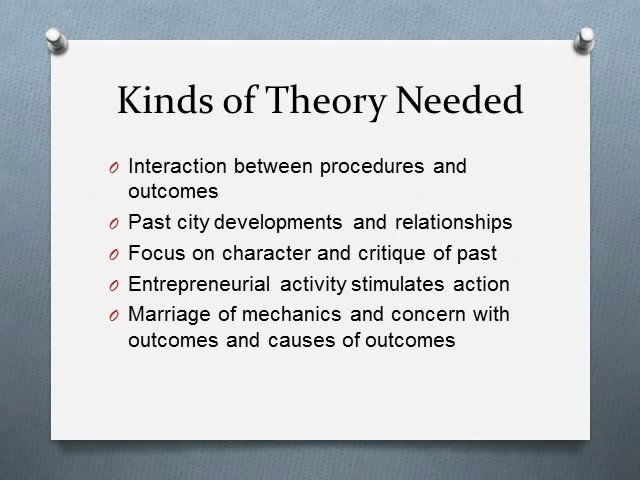 Kinds of Theory Needed
Interaction between procedures and
outcomes
Past city developments and relationships
Focus on character and critique of past
Entrepreneurial activity stimulates action
Marriage of mechanics and concern with
outcomes and causes of outcomes